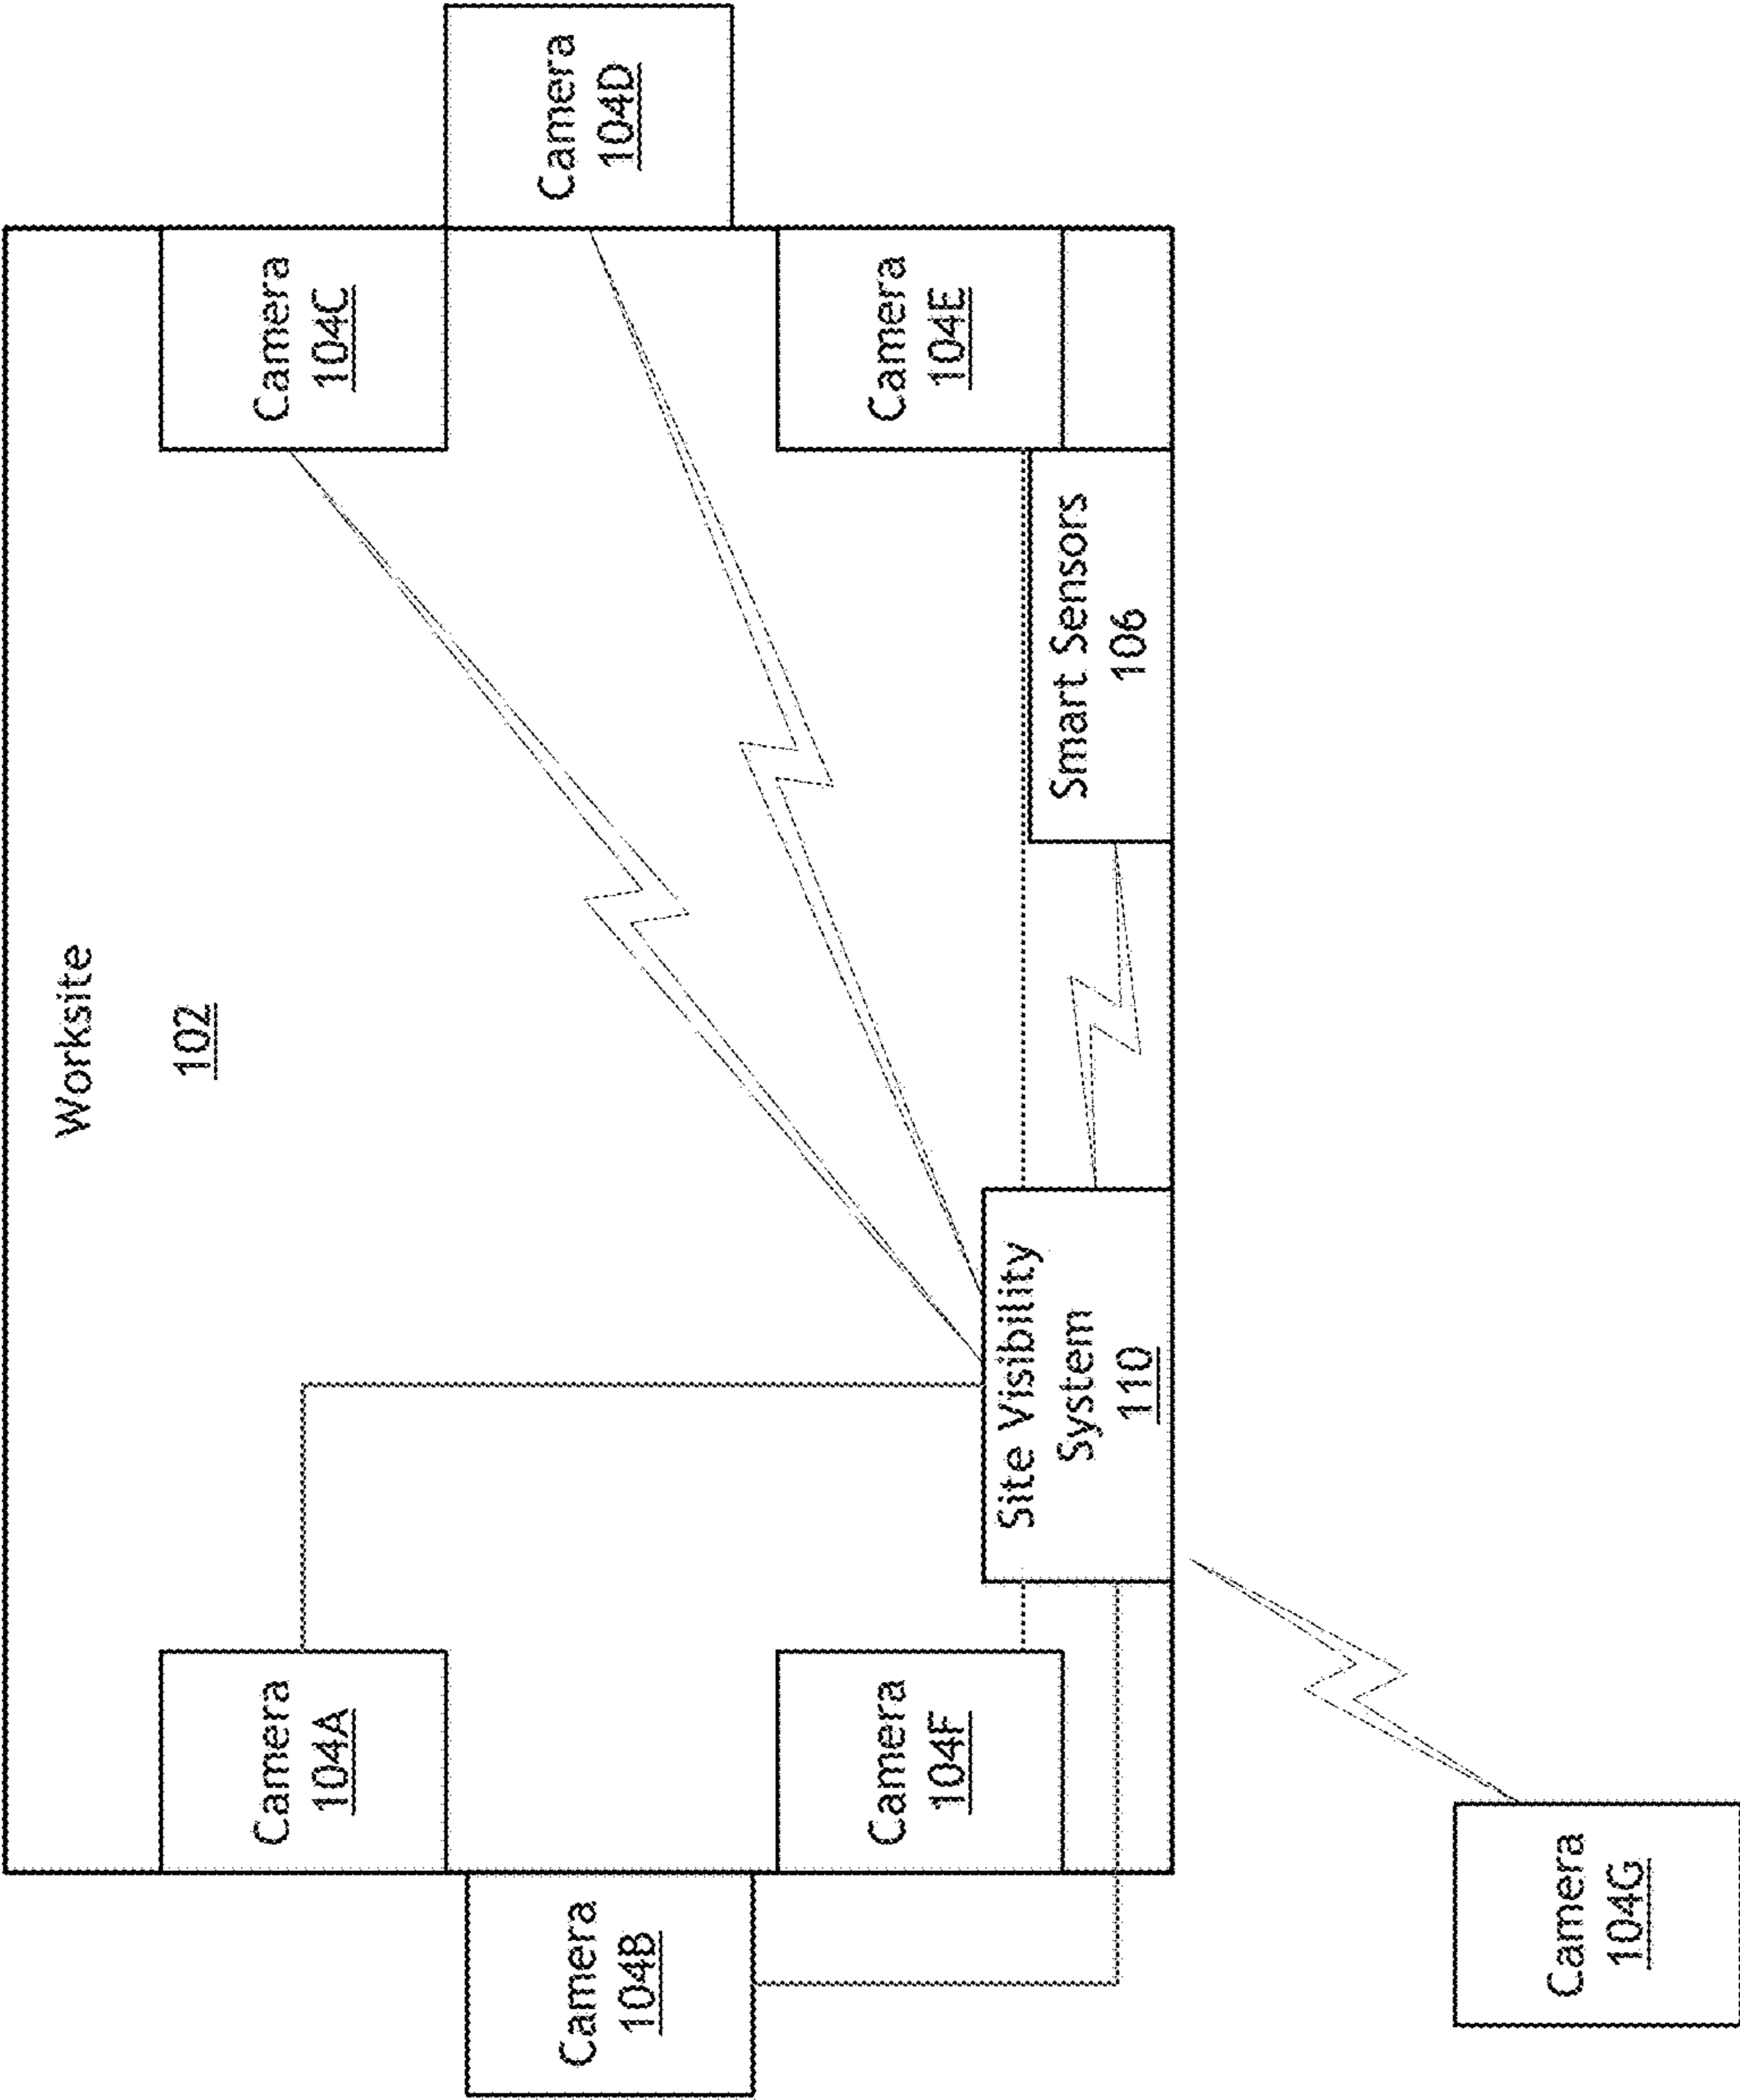 Worksite
102
Camera
104A
Camera
104C
Camera
104B
Camera
104D
Camera
104F
Camera
104E
Site Visibility
System
110
Smart Sensors
106
Camera
104G